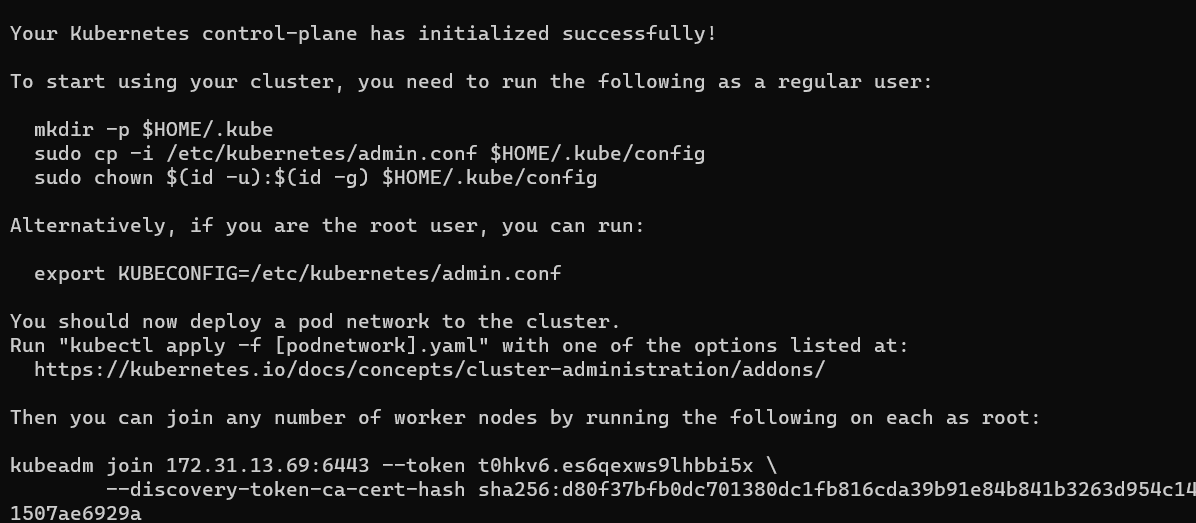 Your Kubernetes control-plane has initialized successfully!
To start using your cluster, you need to run the following as a regular user:
mkdir -p $HOME/.kube
sudo cp -i /etc/kubernetes/admin.conf $HOME/.kube/config
sudo chown $(id -u):$(id -g) $HOME/.kube/config
Alternatively, if you are the root user, you can run:
export KUBECONFIG=/etc/kubernetes/admin.conf
You should now deploy a pod network to the cluster.
Run "kubectl apply -f [podnetwork].yaml" with one of the options listed at:
https://kubernetes.io/docs/concepts/cluster-administration/addons/
Then you can join any number of worker nodes by running the following on each as root:
kubeadm join 172.31.13.69:6443 --token t0hkv6.es6qexws9lhbbi5x \
--discovery-token-ca-cert-hash sha256:d80f37bfb0dc701380dc1fb816cda39b91e84b841b3263d954c14
1507ae6929a